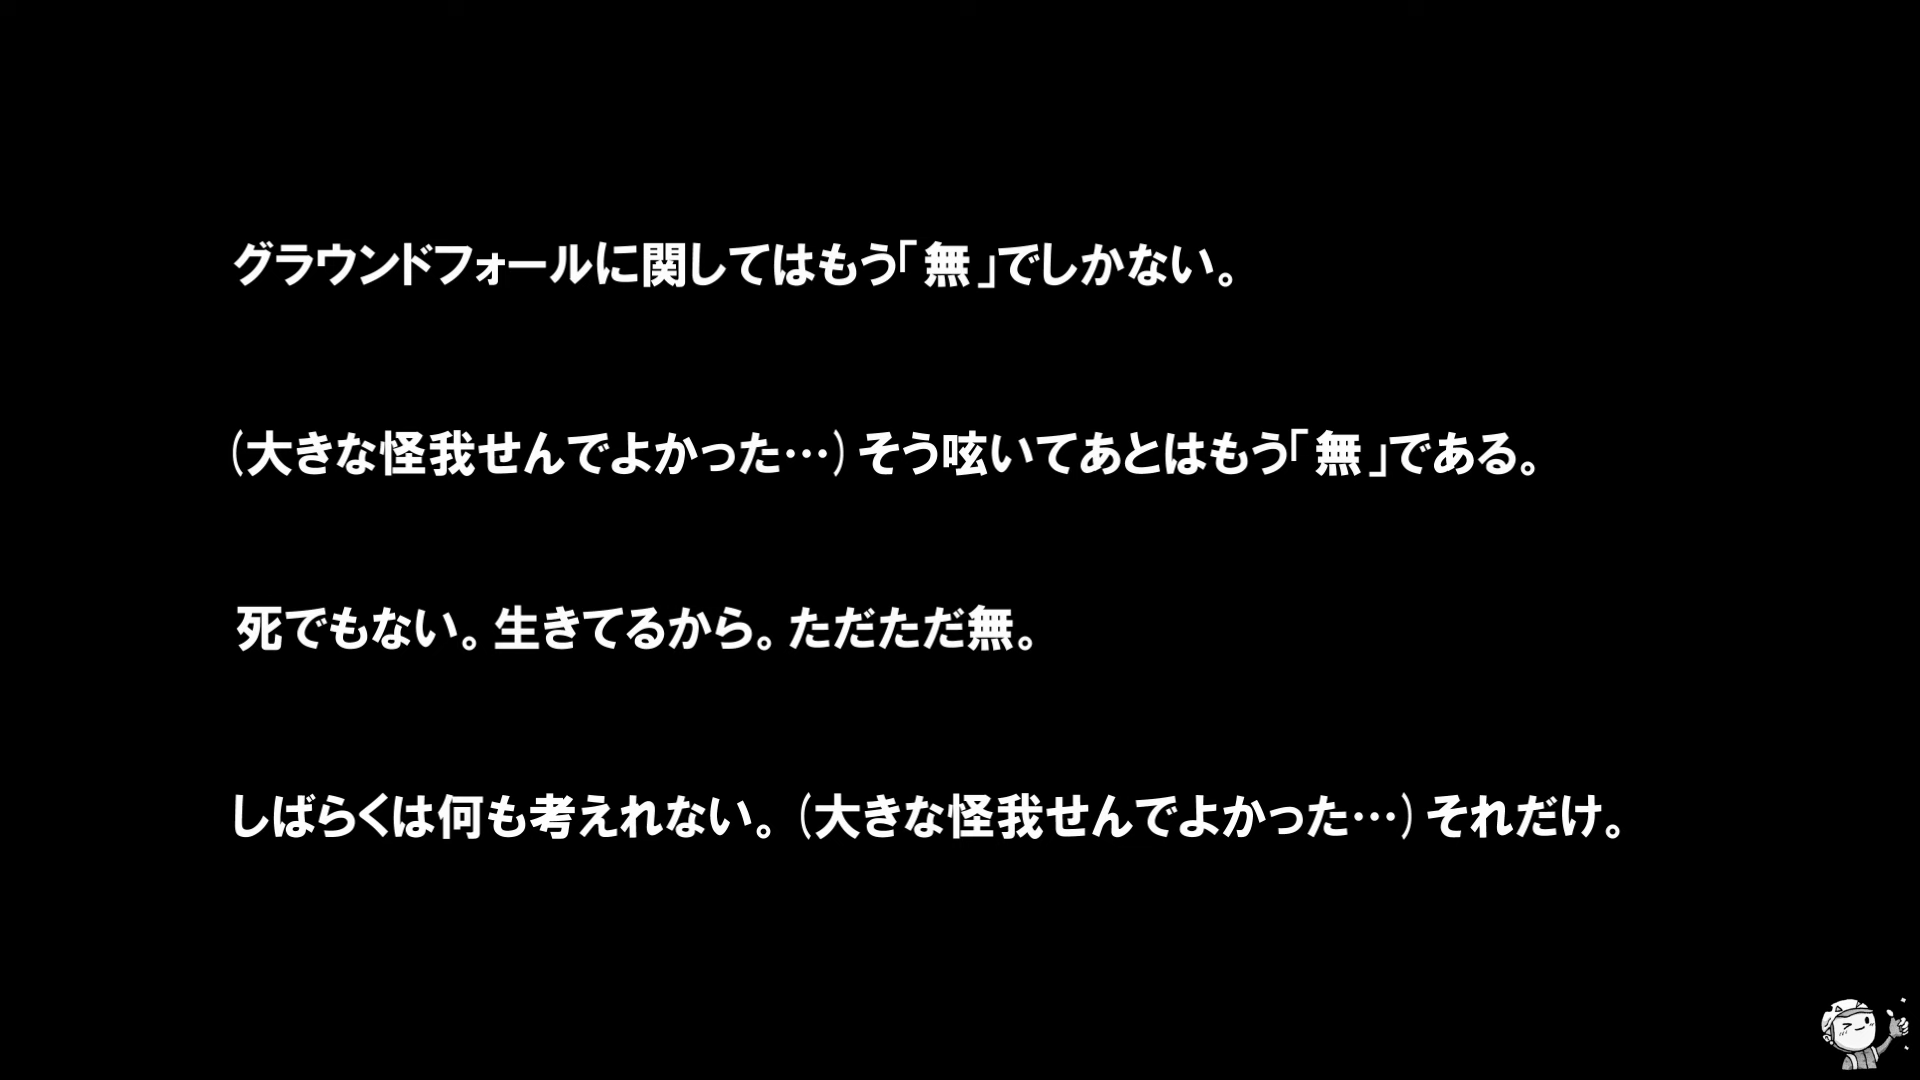 グラウンドフォールに関してはもう「無」でしかない。
(大きな怪我せんでよかった…)そう呟いてあとはもう「無」である。
死でもない。生きてるから。ただただ無。
しばらくは何も考えれない。(大きな怪我せんでよかった…)それだけ。